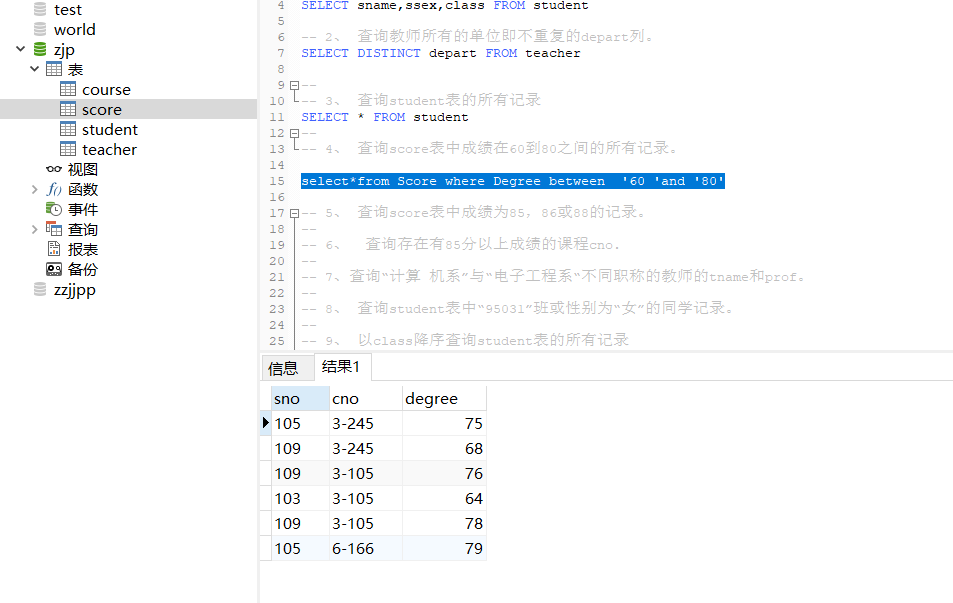 test
world
zjp
表
course
score
student
teacher
视图
函数
事件
查询
报表
备份
zzjjpp
4 SELECT sname,ssex,class FROM student
5
6 -- 2、 查询教师所有的单位即不重复的depart列。
7 SELECT DISTINCT depart FROM teacher
8
9 --
10 -- 3、 查询student表的所有记录
11 SELECT * FROM student
12 --
13 -- 4、 查询score表中成绩在60到80之间的所有记录。
14
15 select*from Score where Degree between  '60 'and '80'
16
17 -- 5、 查询score表中成绩为85，86或88的记录。
18 --
19 -- 6、  查询存在有85分以上成绩的课程cno.
20 --
21 -- 7、查询“计算 机系”与“电子工程系“不同职称的教师的tname和prof。
22 --
23 -- 8、 查询student表中“95031”班或性别为“女”的同学记录。
24 --
25 -- 9、 以class降序查询student表的所有记录
信息 结果1
sno cno degree
105 3-245 75
109 3-245 68
109 3-105 76
103 3-105 64
109 3-105 78
105 6-166 79